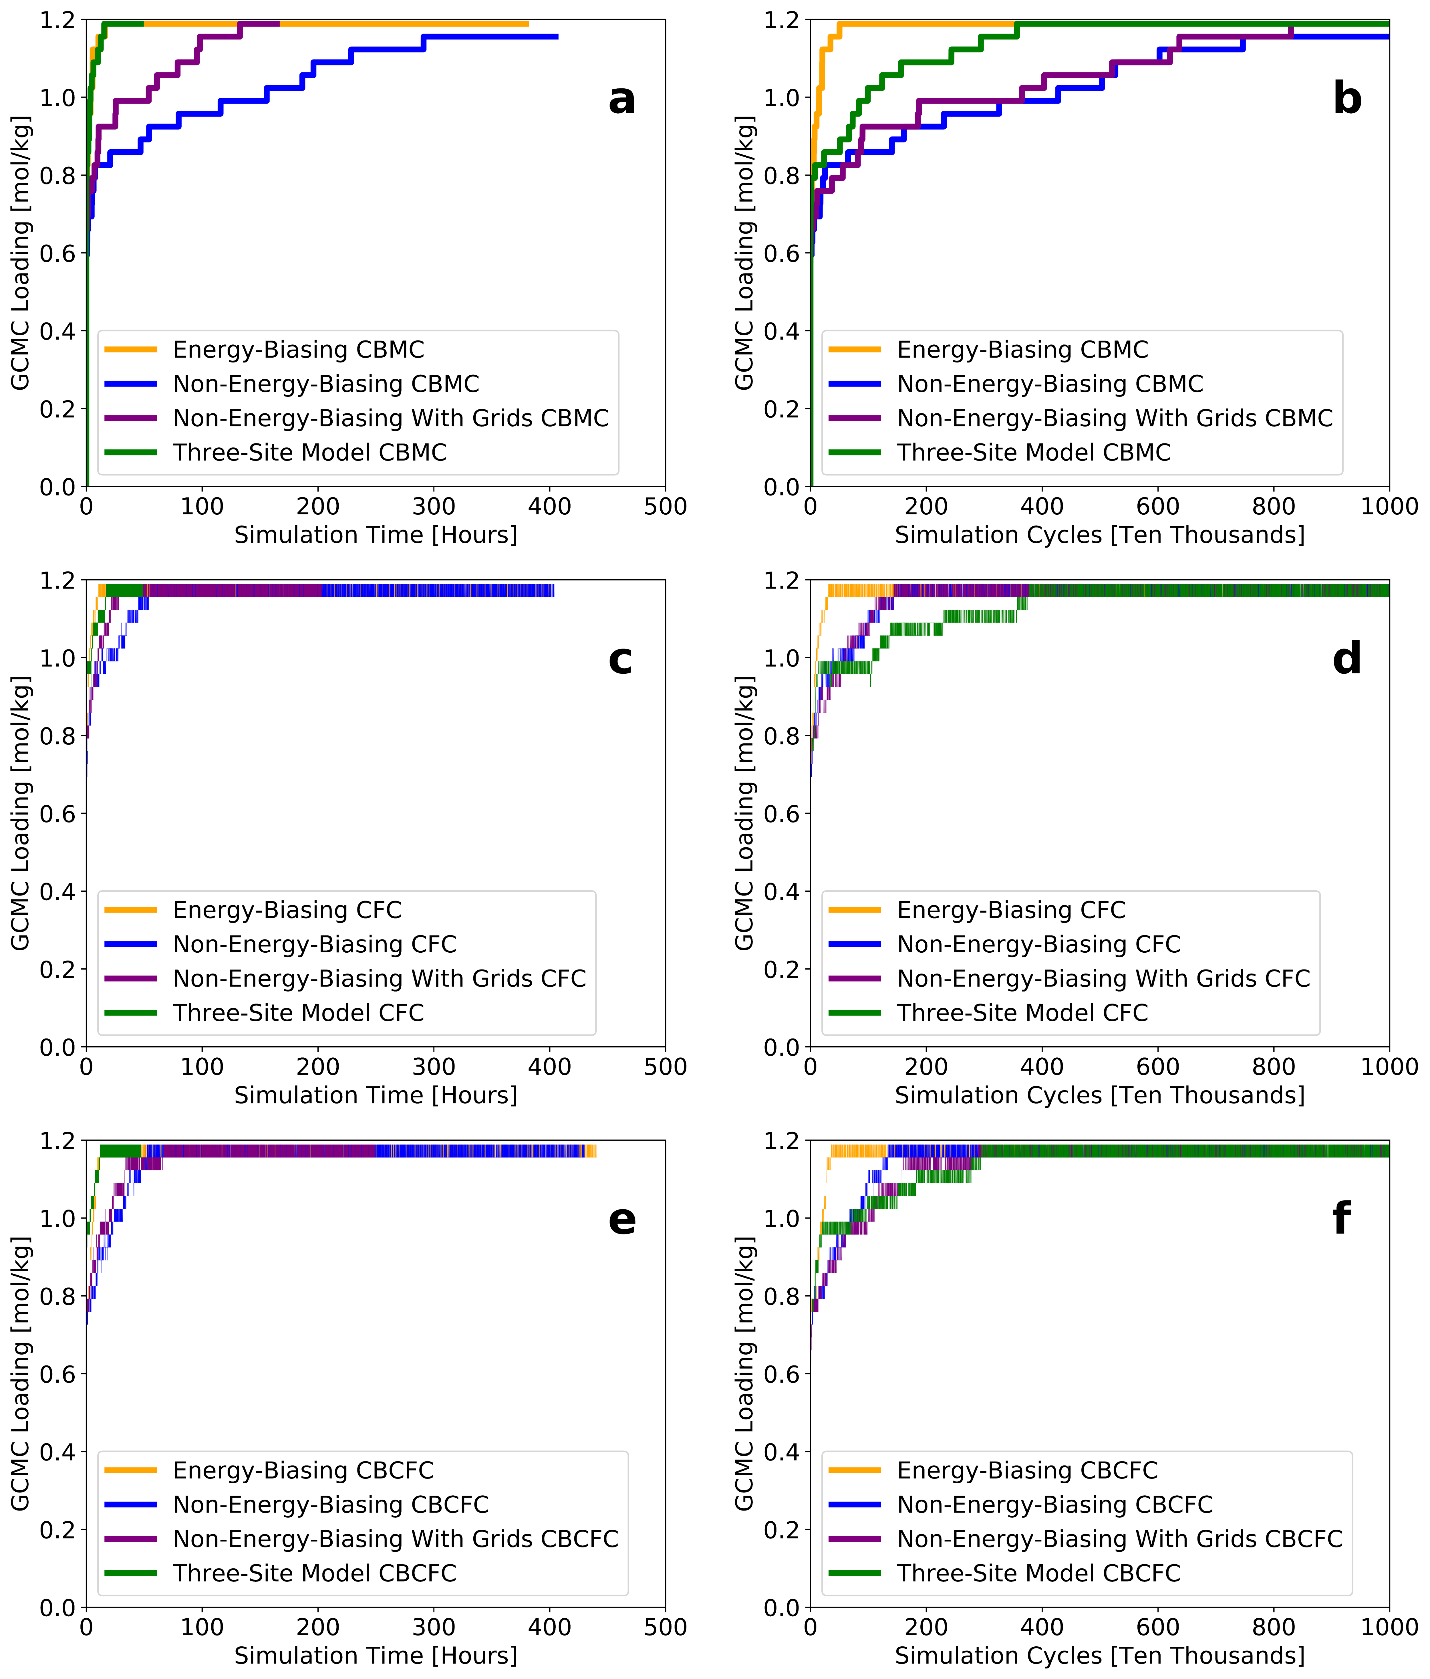 1.2
1.0
0.8
0.6
0.4
0.2
0.0
GCMC Loading [mol/kg]
a
Energy-Biasing CBMC
Non-Energy-Biasing CBMC
Non-Energy-Biasing With Grids CBMC
Three-Site Model CBMC
0 100 200 300 400 500
Simulation Time [Hours]
1.2
1.0
0.8
0.6
0.4
0.2
0.0
GCMC Loading [mol/kg]
b
Energy-Biasing CBMC
Non-Energy-Biasing CBMC
Non-Energy-Biasing With Grids CBMC
Three-Site Model CBMC
0 200 400 600 800 1000
Simulation Cycles [Ten Thousands]
1.2
1.0
0.8
0.6
0.4
0.2
0.0
GCMC Loading [mol/kg]
c
Energy-Biasing CFC
Non-Energy-Biasing CFC
Non-Energy-Biasing With Grids CFC
Three-Site Model CFC
0 100 200 300 400 500
Simulation Time [Hours]
1.2
1.0
0.8
0.6
0.4
0.2
0.0
GCMC Loading [mol/kg]
d
Energy-Biasing CFC
Non-Energy-Biasing CFC
Non-Energy-Biasing With Grids CFC
Three-Site Model CFC
0 200 400 600 800 1000
Simulation Cycles [Ten Thousands]
1.2
1.0
0.8
0.6
0.4
0.2
0.0
GCMC Loading [mol/kg]
e
Energy-Biasing CBCFC
Non-Energy-Biasing CBCFC
Non-Energy-Biasing With Grids CBCFC
Three-Site Model CBCFC
0 100 200 300 400 500
Simulation Time [Hours]
1.2
1.0
0.8
0.6
0.4
0.2
0.0
GCMC Loading [mol/kg]
f
Energy-Biasing CBCFC
Non-Energy-Biasing CBCFC
Non-Energy-Biasing With Grids CBCFC
Three-Site Model CBCFC
0 200 400 600 800 1000
Simulation Cycles [Ten Thousands]